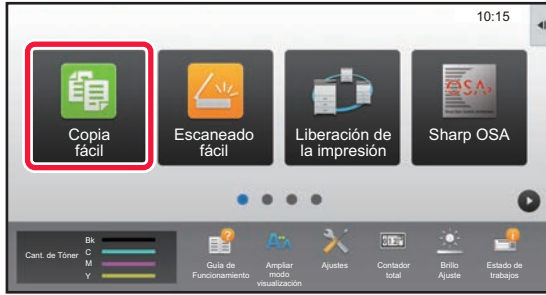 10:15
Copia
fácil
Escaneado
fácil
Liberación de
la impresión
OSA
Sharp OSA
Cant. de Tóner
Bk
C
M
Y
Guía de
Funcionamiento
Ampliar
modo
visualización
Ajustes
Contador
total
Brillo
Ajuste
Estado de
trabajos